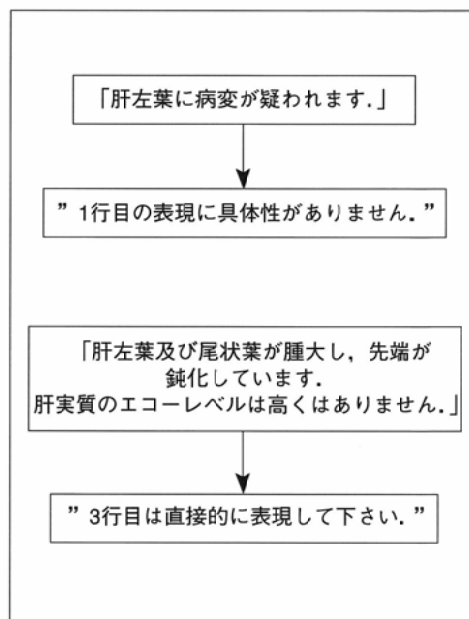 「肝左葉に病変が疑われます.」
” 1行目の表現に具体性がありません. ”
「肝左葉及び尾状葉が腫大し，先端が
鈍化しています.
肝実質のエコーレベルは高くはありません.」
” 3行目は直接的に表現して下さい. ”